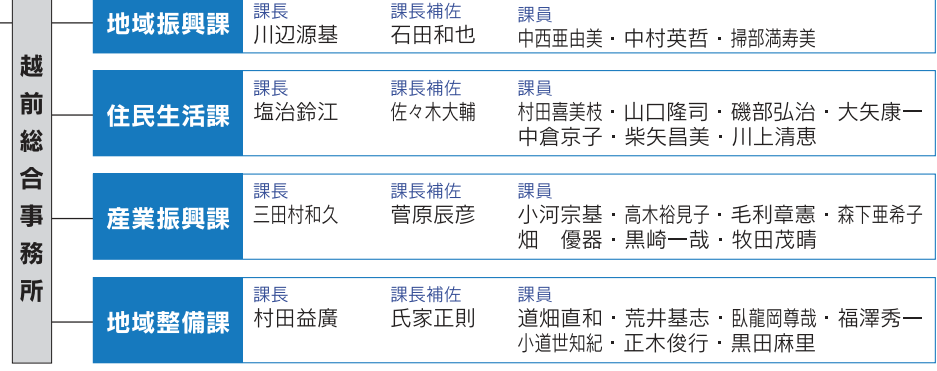 越前総合事務所
地域振興課
課長
川辺源基
課長補佐
石田和也
課員
中西亜由美・中村英哲・掃部満寿美
住民生活課
課長
塩治鈴江
課長補佐
佐々木大輔
課員
村田喜美枝・山口隆司・磯部弘治・大矢康一
中倉京子・柴矢昌美・川上清恵
産業振興課
課長
三田村和久
課長補佐
菅原辰彦
課員
小河宗基・高木裕見子・毛利章憲・森下亜希子
畑　優器・黒崎一哉・牧田茂晴
地域整備課
課長
村田益廣
課長補佐
氏家正則
課員
道畑直和・荒井基志・臥龍岡尊哉・福澤秀一
小道世知紀・正木俊行・黒田麻里